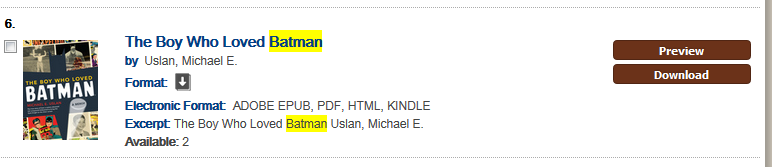 6.
The Boy Who Loved Batman
by Uslan, Michael E.
Format:
Electronic Format: ADOBE EPUB, PDF, HTML, KINDLE
Excerpt: The Boy Who Loved Batman Uslan, Michael E.
Available: 2
Preview
Download
THE BOY WHO LOVED
BATMAN